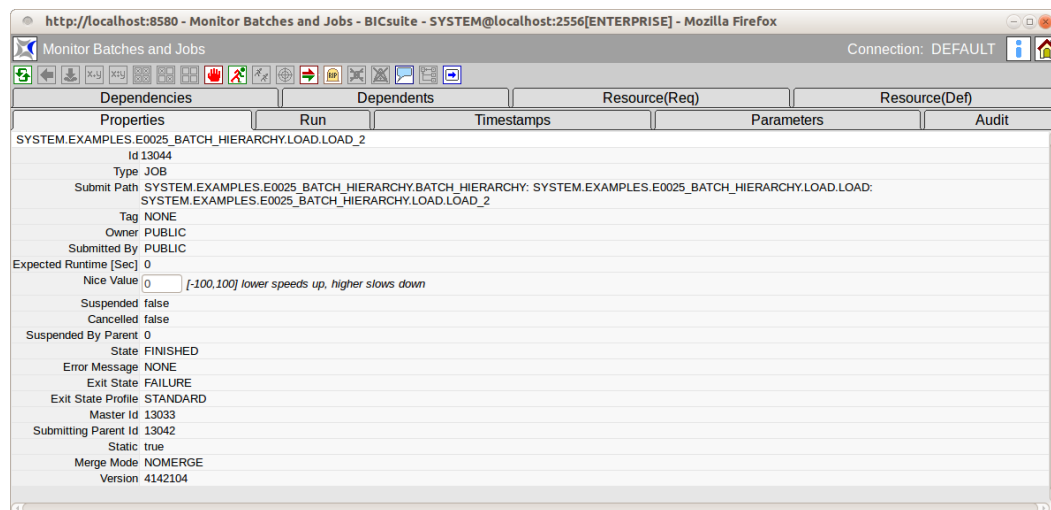 http://localhost:8580 - Monitor Batches and Jobs - BICsuite - SYSTEM@localhost:2556[ENTERPRISE] - Mozilla Firefox
Monitor Batches and Jobs Connection: DEFAULT
x.y x:y RIP
Dependencies Dependents Resource(Req) Resource(Def)
Properties Run Timestamps Parameters Audit
SYSTEM.EXAMPLES.E0025_BATCH_HIERARCHY.LOAD.LOAD_2
Id 13044
Type JOB
Submit Path SYSTEM.EXAMPLES.E0025_BATCH_HIERARCHY.BATCH_HIERARCHY: SYSTEM.EXAMPLES.E0025_BATCH_HIERARCHY.LOAD.LOAD:
SYSTEM.EXAMPLES.E0025_BATCH_HIERARCHY.LOAD.LOAD_2
Tag NONE
Owner PUBLIC
Submitted By PUBLIC
Expected Runtime [Sec] 0
Nice Value 0 [-100,100] lower speeds up, higher slows down
Suspended false
Cancelled false
Suspended By Parent 0
State FINISHED
Error Message NONE
Exit State FAILURE
Exit State Profile STANDARD
Master Id 13033
Submitting Parent Id 13042
Static true
Merge Mode NOMERGE
Version 4142104